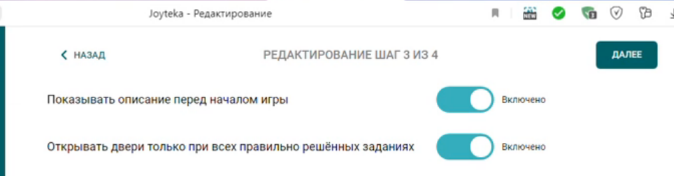 Joyteka - Редактирование
NEW
НАЗАД
РЕДАКТИРОВАНИЕ ШАГ 3 ИЗ 4
ДАЛЕЕ
Показывать описание перед началом игры
Включено
Открывать двери только при всех правильно решённых заданиях
Включено